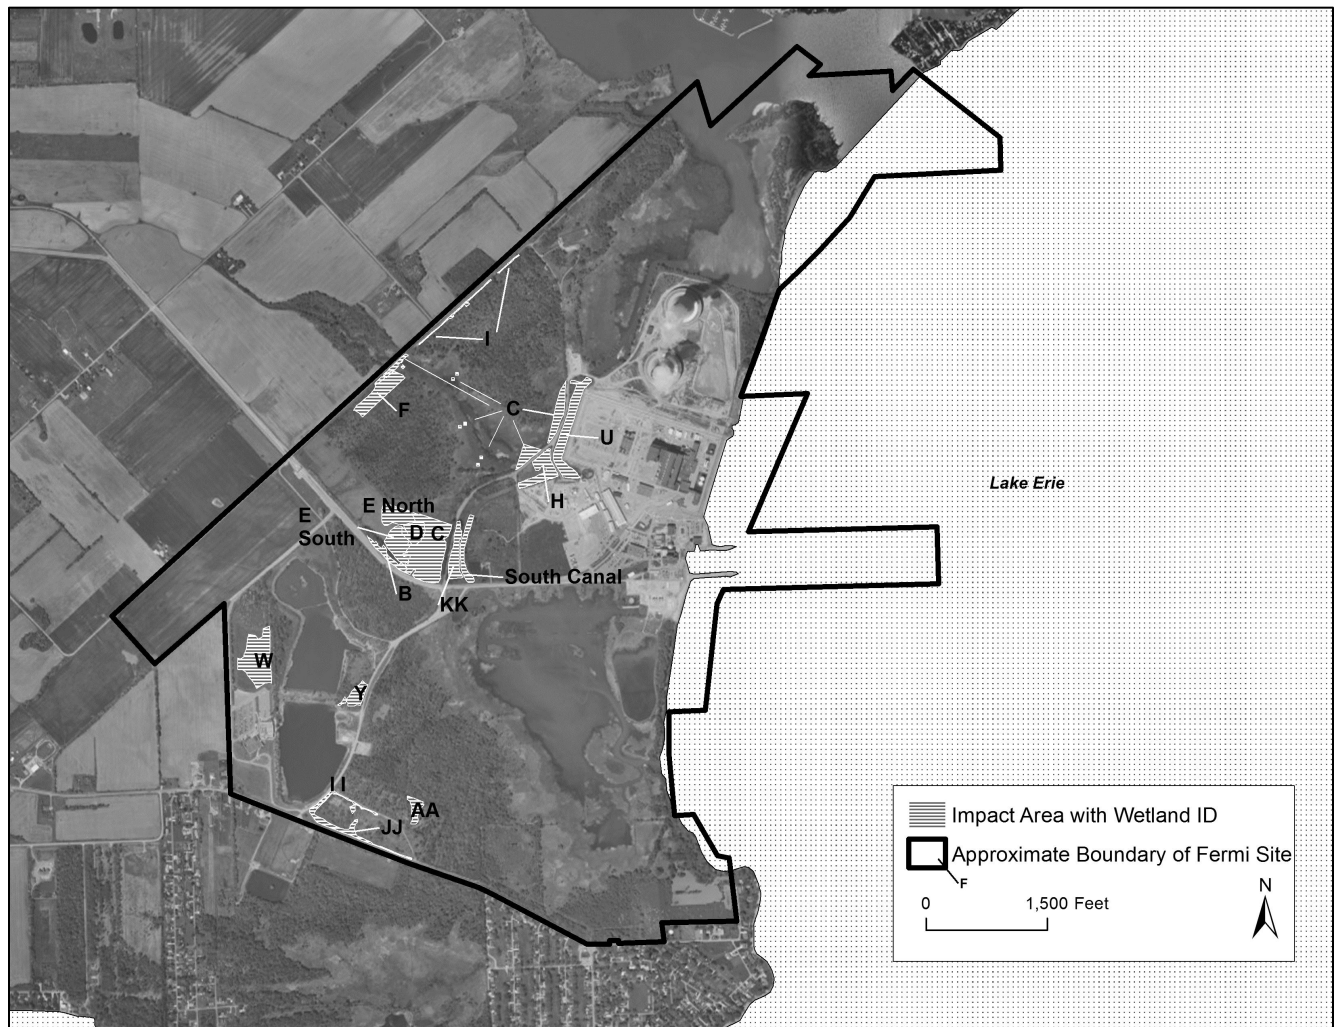 I
F
C
U
H
E North
E
South
D
C
South Canal
B
KK
W
Y
I I
AA
JJ
Lake Erie
Impact Area with Wetland ID
Approximate Boundary of Fermi Site
F
0
1,500 Feet
N